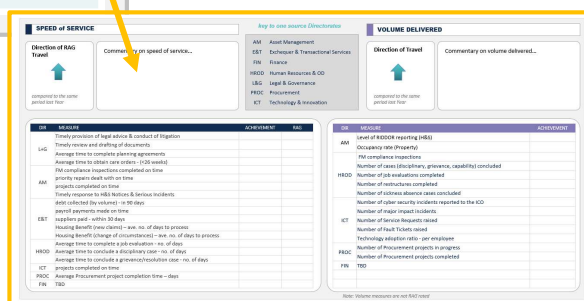 SPEED of SERVICE
Key to one source Directorates
VOLUME DELIVERED
Direction of RAG
Travel
Commentary on speed of service...
compared to the same
period last Year
AM Asset Management
E&T Exchequer & Transactional Services
FIN Finance
HROD Human Resources & OD
L&G Legal & Governance
PROC Procurement
ICT Technology & Innovation
Direction of Travel
Commentary on volume delivered...
compared to the same
period last Year
DIR MEASURE ACHIEVEMENT RAG
L+G
Timely provision of legal advice & conduct of litigation
Timely review and drafting of documents
Average time to complete planning agreements
Average time to obtain care orders - (<26 weeks)
AM
FM compliance inspections completed on time
priority repairs dealt with on time
projects completed on time
Timely response to H&S Notices & Serious Incidents
E&T
debt collected (by volume) - in 90 days
payroll payments made on time
suppliers paid - within 30 days
Housing Benefit (new claims) – ave. no. of days to process
Housing Benefit (change of circumstances) – ave. no. of days to process
HROD
Average time to complete a job evaluation - no. of days
Average time to conclude a disciplinary case - no. of days
Average time to conclude a grievance/resolution case - no. of days
ICT projects completed on time
PROC Average Procurement project completion time – days
FIN TBD
DIR MEASURE ACHIEVEMENT
AM
Level of RIDDOR reporting (H&S)
Occupancy rate (Property)
FM compliance inspections
HROD
Number of cases (disciplinary, grievance, capability) concluded
Number of job evaluations completed
Number of restructures completed
Number of sickness absence cases concluded
ICT
Number of cyber security incidents reported to the ICO
Number of major impact incidents
Number of Service Requests raised
Number of Fault Tickets raised
Technology adoption ratio - per employee
PROC
Number of Procurement projects in progress
Number of Procurement projects completed
FIN TBD
Note: Volume measures are not RAG rated